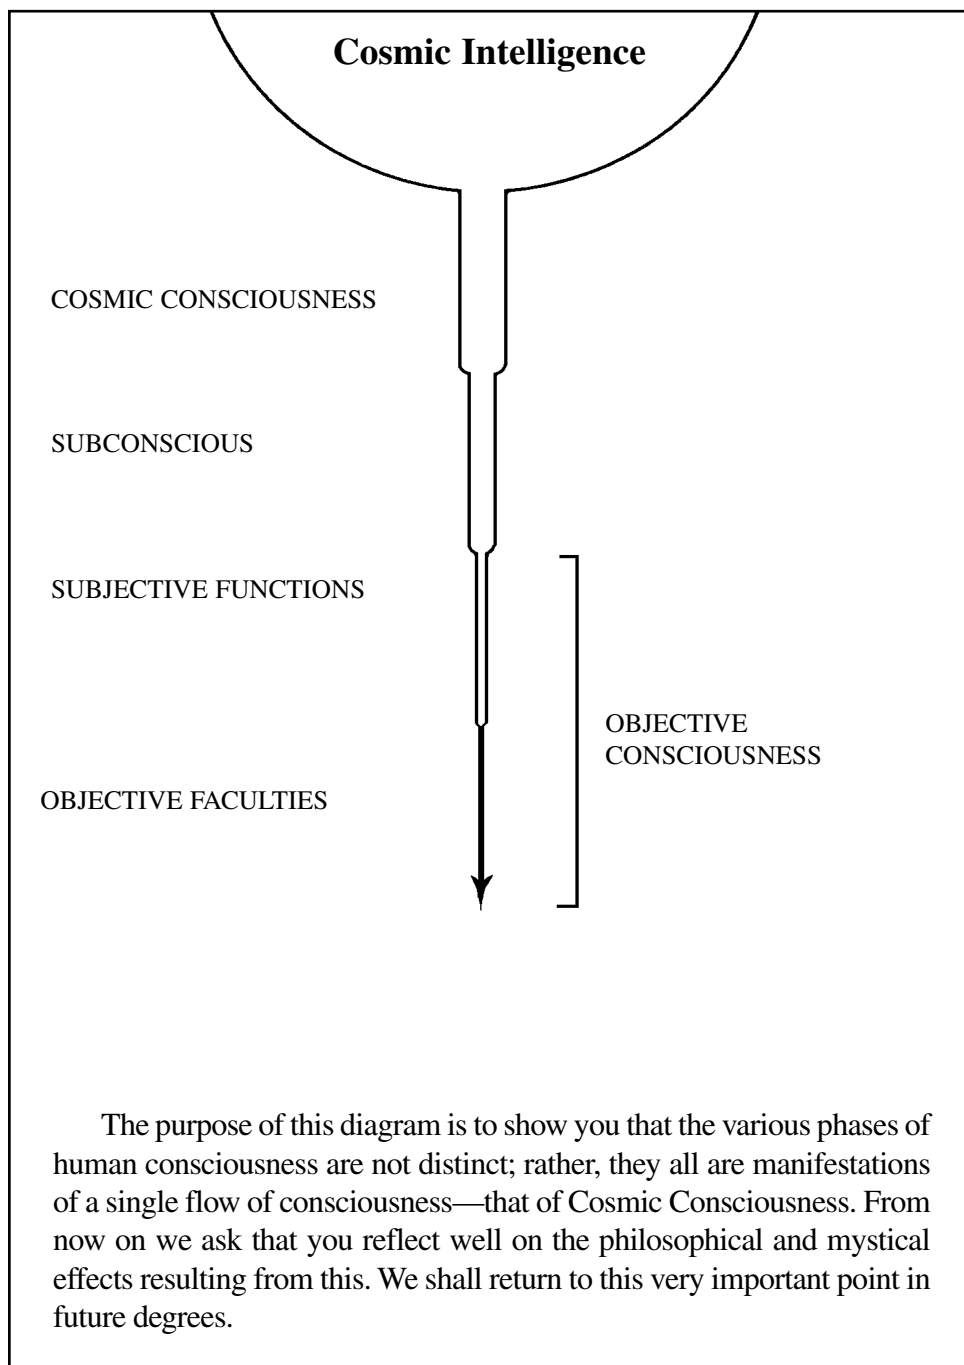 Cosmic Intelligence
COSMIC CONSCIOUSNESS
SUBCONSCIOUS
SUBJECTIVE FUNCTIONS
OBJECTIVE
CONSCIOUSNESS
OBJECTIVE FACULTIES
The purpose of this diagram is to show you that the various phases of
human consciousness are not distinct; rather, they all are manifestations
of a single flow of consciousness—that of Cosmic Consciousness. From
now on we ask that you reflect well on the philosophical and mystical
effects resulting from this. We shall return to this very important point in
future degrees.